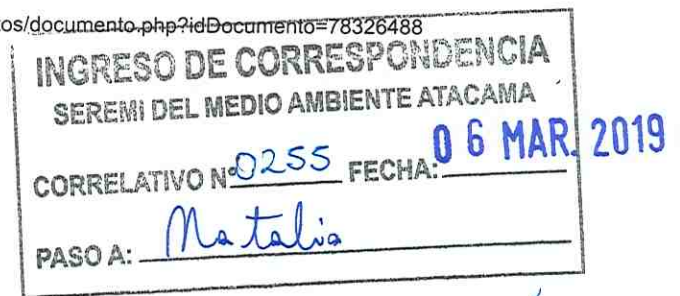 os/documento.php?idDocumento=78326488
INGRESO DE CORRESPONDENCIA
SEREMI DEL MEDIO AMBIENTE ATACAMA
CORRELATIVO Nº 0255 FECHA: 06 MAR. 2019
PASO A: Natalia